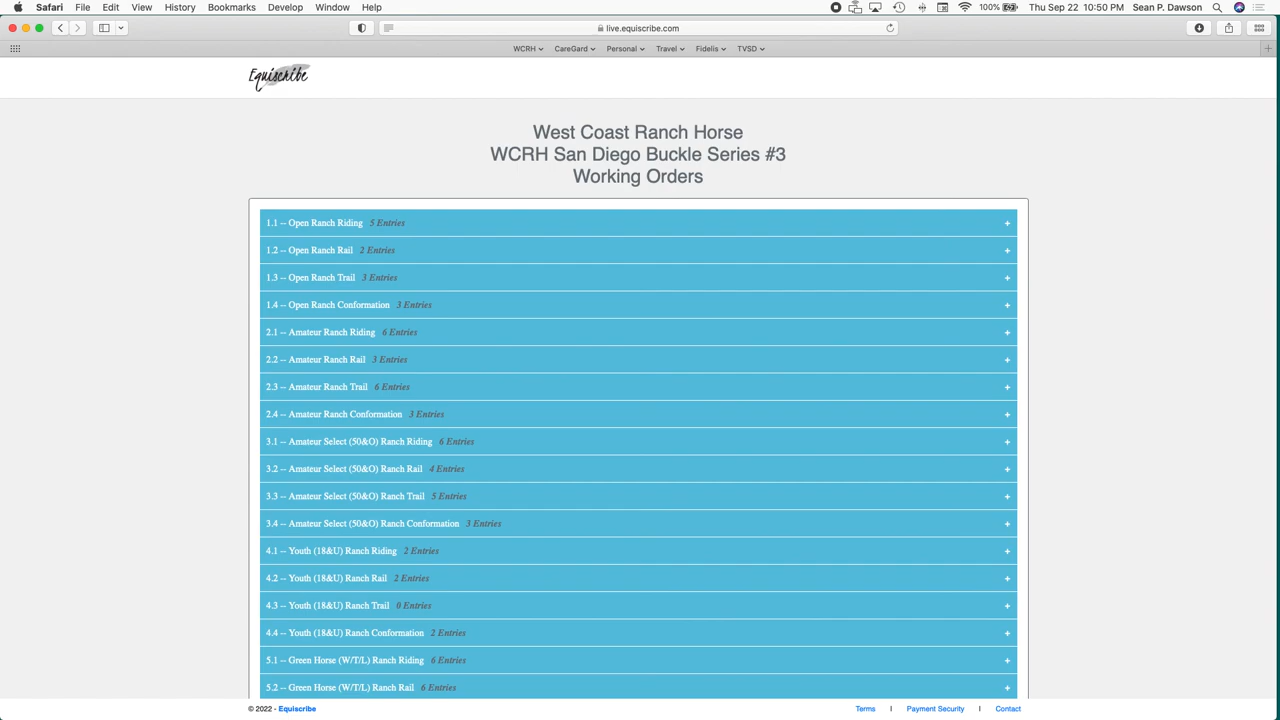 Safari File Edit View History Bookmarks Develop Window Help 100% Thu Sep 22 10:50 PM Sean P. Dawson
live.equiscribe.com
WCRH CareGard Personal Travel Fidelis TVSD
Equiscribe
West Coast Ranch Horse
WCRH San Diego Buckle Series #3
Working Orders
1.1 -- Open Ranch Riding 5 Entries +
1.2 -- Open Ranch Rail 2 Entries +
1.3 -- Open Ranch Trail 3 Entries +
1.4 -- Open Ranch Conformation 3 Entries +
2.1 -- Amateur Ranch Riding 6 Entries +
2.2 -- Amateur Ranch Rail 3 Entries +
2.3 -- Amateur Ranch Trail 6 Entries +
2.4 -- Amateur Ranch Conformation 3 Entries +
3.1 -- Amateur Select (50&O) Ranch Riding 6 Entries +
3.2 -- Amateur Select (50&O) Ranch Rail 4 Entries +
3.3 -- Amateur Select (50&O) Ranch Trail 5 Entries +
3.4 -- Amateur Select (50&O) Ranch Conformation 3 Entries +
4.1 -- Youth (18&U) Ranch Riding 2 Entries +
4.2 -- Youth (18&U) Ranch Rail 2 Entries +
4.3 -- Youth (18&U) Ranch Trail 0 Entries +
4.4 -- Youth (18&U) Ranch Conformation 2 Entries +
5.1 -- Green Horse (W/T/L) Ranch Riding 6 Entries +
5.2 -- Green Horse (W/T/L) Ranch Rail 6 Entries +
© 2022 - Equiscribe Terms | Payment Security | Contact